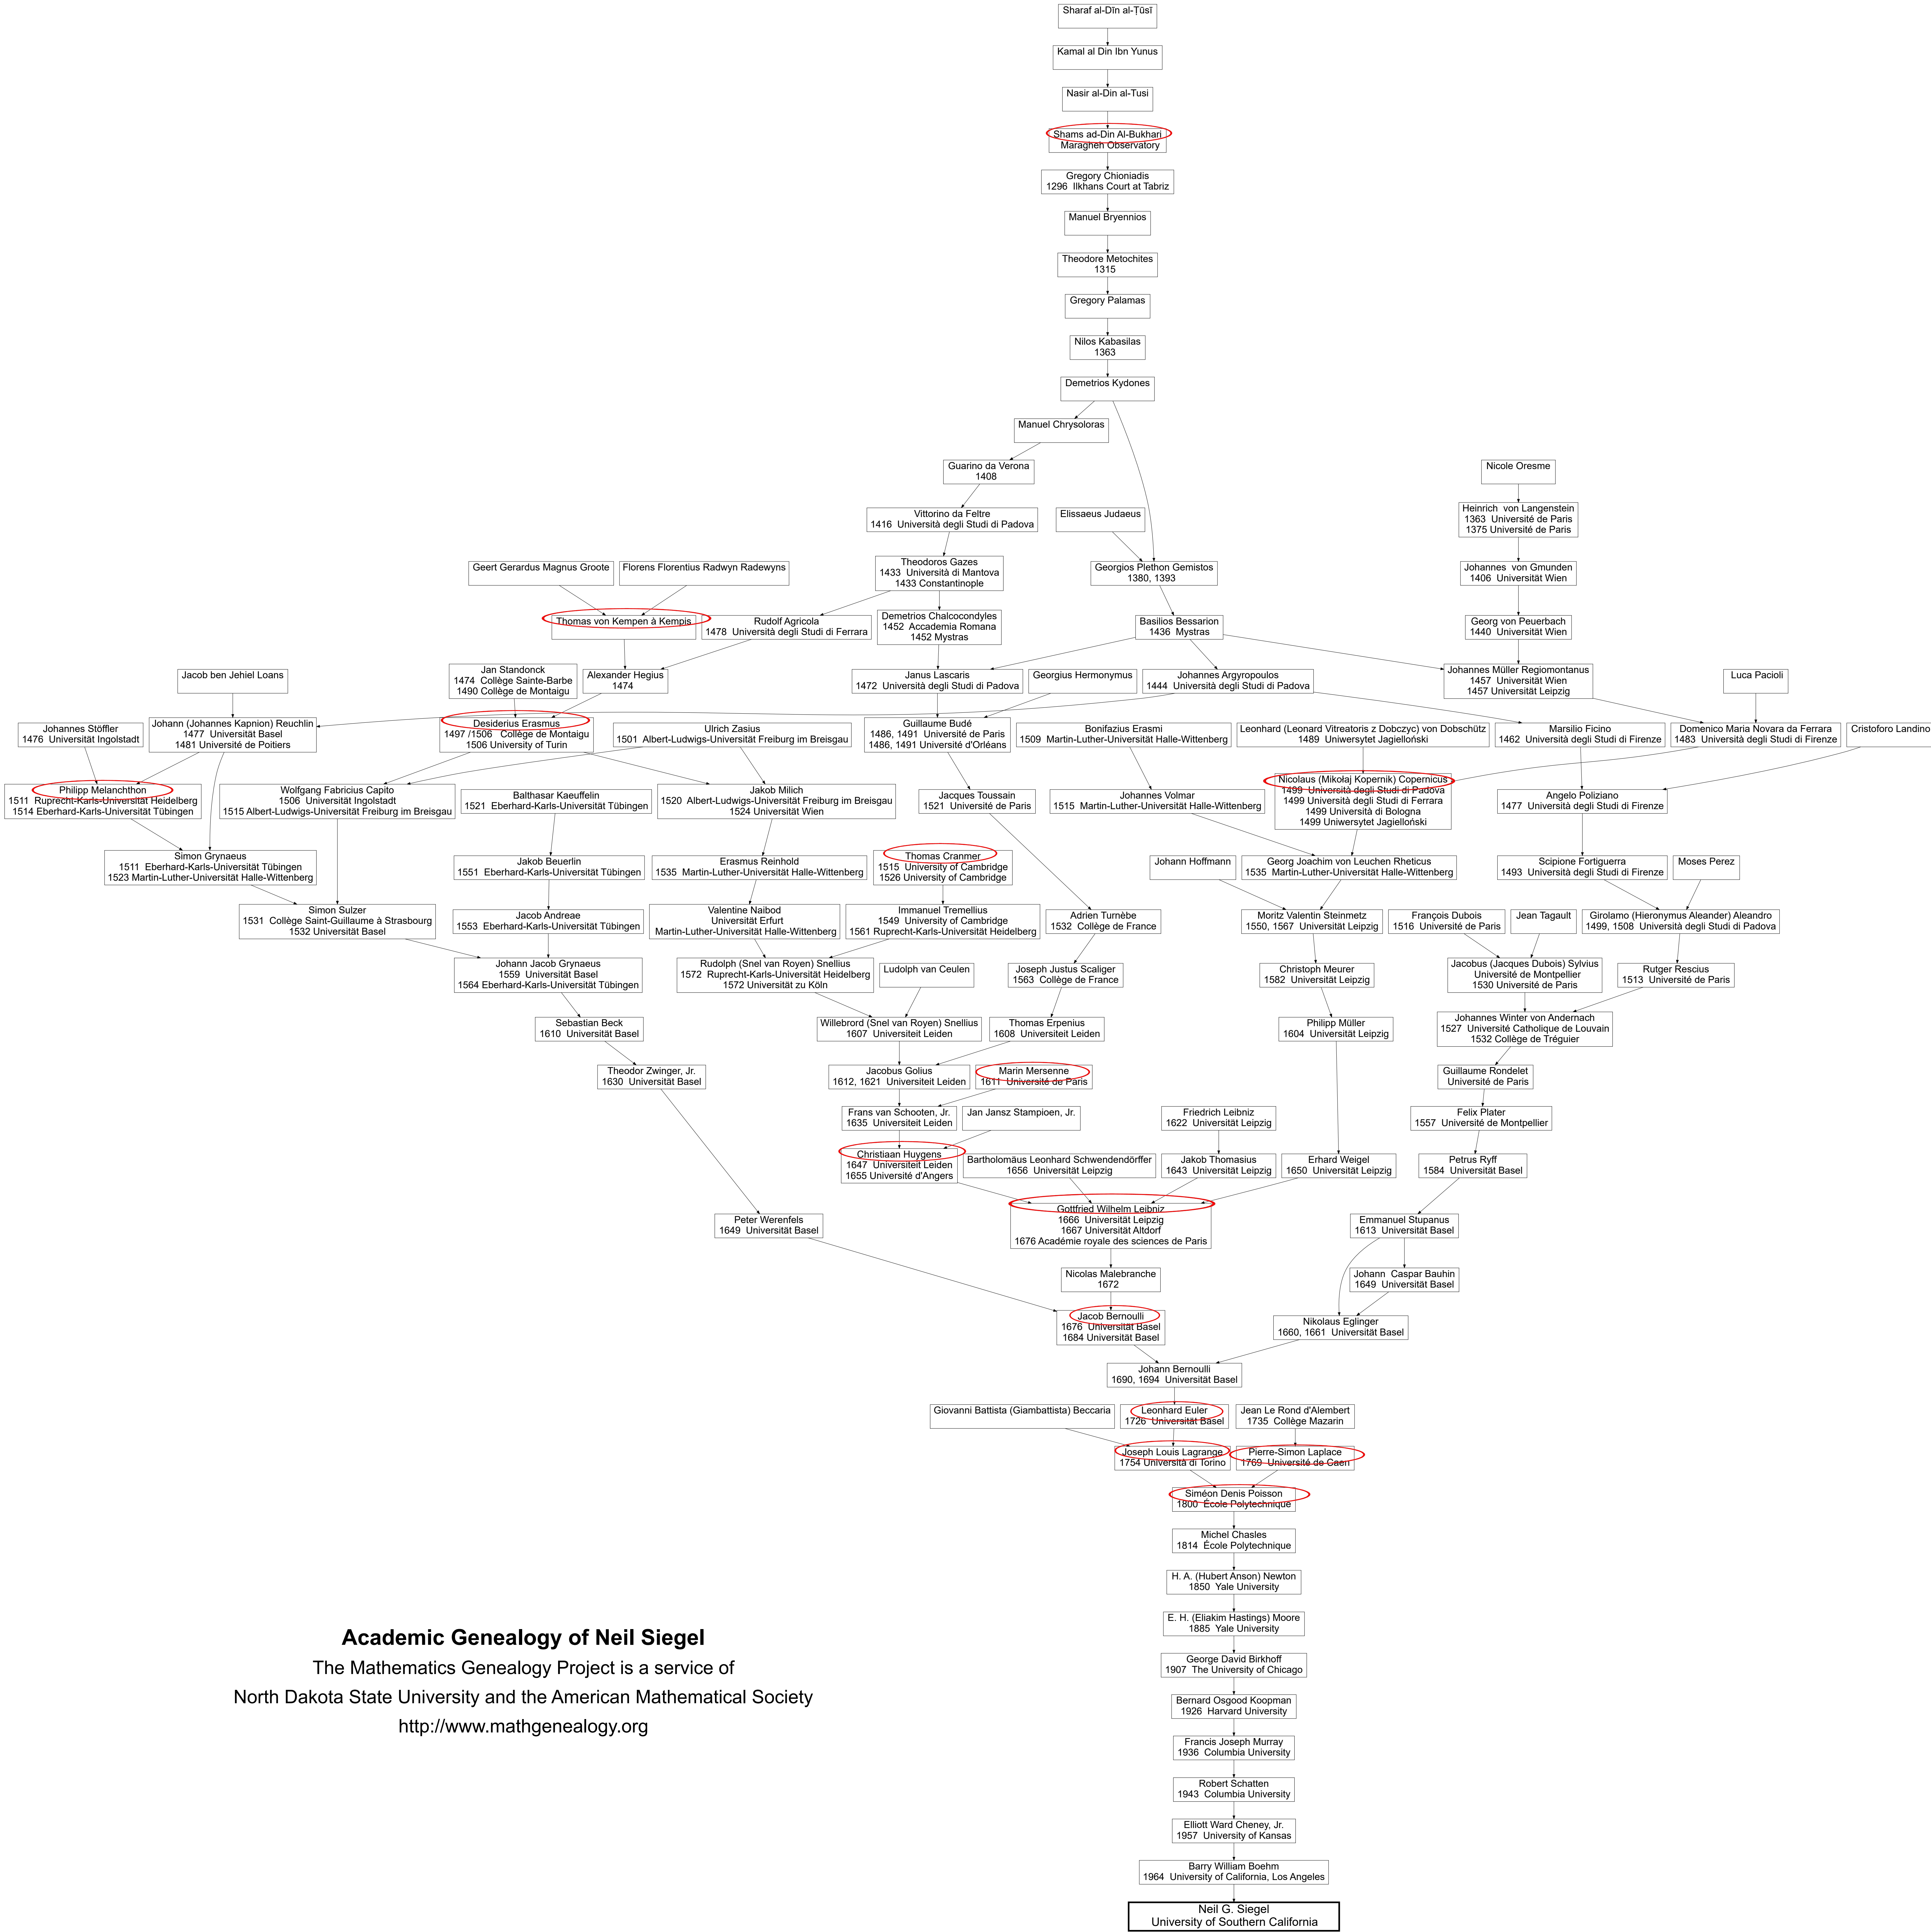 Sharaf al-Dīn al-Ṭūsī
Kamal al Din Ibn Yunus
Nasir al-Din al-Tusi
Shams ad-Din Al-Bukhari
Maragheh Observatory
Gregory Chioniadis
1296 Ilkhans Court at Tabriz
Manuel Bryennios
Theodore Metochites
1315
Gregory Palamas
Nilos Kabasilas
1363
Demetrios Kydones
Manuel Chrysoloras
Guarino da Verona
1408
Nicole Oresme
Vittorino da Feltre
1416 Università degli Studi di Padova
Elissaeus Judaeus
Heinrich von Langenstein
1363 Université de Paris
1375 Université de Paris
Geert Gerardus Magnus Groote
Florens Florentius Radwyn Radewyns
Theodoros Gazes
1433 Università di Mantova
1433 Constantinople
Georgios Plethon Gemistos
1380, 1393
Johannes von Gmunden
1406 Universität Wien
Thomas von Kempen à Kempis
Rudolf Agricola
1478 Università degli Studi di Ferrara
Demetrios Chalcocondyles
1452 Accademia Romana
1452 Mystras
Basilios Bessarion
1436 Mystras
Georg von Peuerbach
1440 Universität Wien
Jacob ben Jehiel Loans
Jan Standonck
1474 Collège Sainte-Barbe
1490 Collège de Montaigu
Alexander Hegius
1474
Janus Lascaris
1472 Università degli Studi di Padova
Georgius Hermonymus
Johannes Argyropoulos
1444 Università degli Studi di Padova
Johannes Müller Regiomontanus
1457 Universität Wien
1457 Universität Leipzig
Luca Pacioli
Johannes Stöffler
1476 Universität Ingolstadt
Johann (Johannes Kapnion) Reuchlin
1477 Universität Basel
1481 Université de Poitiers
Desiderius Erasmus
1497 /1506 Collège de Montaigu
1506 University of Turin
Ulrich Zasius
1501 Albert-Ludwigs-Universität Freiburg im Breisgau
Guillaume Budé
1486, 1491 Université de Paris
1486, 1491 Université d'Orléans
Bonifazius Erasmi
1509 Martin-Luther-Universität Halle-Wittenberg
Leonhard (Leonard Vitreatoris z Dobczyc) von Dobschütz
1489 Uniwersytet Jagielloński
Marsilio Ficino
1462 Università degli Studi di Firenze
Domenico Maria Novara da Ferrara
1483 Università degli Studi di Firenze
Cristoforo Landino
Philipp Melanchthon
1511 Ruprecht-Karls-Universität Heidelberg
1514 Eberhard-Karls-Universität Tübingen
Wolfgang Fabricius Capito
1506 Universität Ingolstadt
1515 Albert-Ludwigs-Universität Freiburg im Breisgau
Balthasar Kaeuffelin
1521 Eberhard-Karls-Universität Tübingen
Jakob Milich
1520 Albert-Ludwigs-Universität Freiburg im Breisgau
1524 Universität Wien
Jacques Toussain
1521 Université de Paris
Johannes Volmar
1515 Martin-Luther-Universität Halle-Wittenberg
Nicolaus (Mikołaj Kopernik) Copernicus
1499 Università degli Studi di Padova
1499 Università degli Studi di Ferrara
1499 Università di Bologna
1499 Uniwersytet Jagielloński
Angelo Poliziano
1477 Università degli Studi di Firenze
Simon Grynaeus
1511 Eberhard-Karls-Universität Tübingen
1523 Martin-Luther-Universität Halle-Wittenberg
Jakob Beuerlin
1551 Eberhard-Karls-Universität Tübingen
Erasmus Reinhold
1535 Martin-Luther-Universität Halle-Wittenberg
Thomas Cranmer
1515 University of Cambridge
1526 University of Cambridge
Johann Hoffmann
Georg Joachim von Leuchen Rheticus
1535 Martin-Luther-Universität Halle-Wittenberg
Scipione Fortiguerra
1493 Università degli Studi di Firenze
Moses Perez
Simon Sulzer
1531 Collège Saint-Guillaume à Strasbourg
1532 Universität Basel
Jacob Andreae
1553 Eberhard-Karls-Universität Tübingen
Valentine Naibod
Universität Erfurt
Martin-Luther-Universität Halle-Wittenberg
Immanuel Tremellius
1549 University of Cambridge
1561 Ruprecht-Karls-Universität Heidelberg
Adrien Turnèbe
1532 Collège de France
Moritz Valentin Steinmetz
1550, 1567 Universität Leipzig
François Dubois
1516 Université de Paris
Jean Tagault
Girolamo (Hieronymus Aleander) Aleandro
1499, 1508 Università degli Studi di Padova
Johann Jacob Grynaeus
1559 Universität Basel
1564 Eberhard-Karls-Universität Tübingen
Rudolph (Snel van Royen) Snellius
1572 Ruprecht-Karls-Universität Heidelberg
1572 Universität zu Köln
Ludolph van Ceulen
Joseph Justus Scaliger
1563 Collège de France
Christoph Meurer
1582 Universität Leipzig
Jacobus (Jacques Dubois) Sylvius
Université de Montpellier
1530 Université de Paris
Rutger Rescius
1513 Université de Paris
Sebastian Beck
1610 Universität Basel
Willebrord (Snel van Royen) Snellius
1607 Universiteit Leiden
Thomas Erpenius
1608 Universiteit Leiden
Philipp Müller
1604 Universität Leipzig
Johannes Winter von Andernach
1527 Université Catholique de Louvain
1532 Collège de Tréguier
Theodor Zwinger, Jr.
1630 Universität Basel
Jacobus Golius
1612, 1621 Universiteit Leiden
Marin Mersenne
1611 Université de Paris
Guillaume Rondelet
Université de Paris
Frans van Schooten, Jr.
1635 Universiteit Leiden
Jan Jansz Stampioen, Jr.
Friedrich Leibniz
1622 Universität Leipzig
Felix Plater
1557 Université de Montpellier
Christiaan Huygens
1647 Universiteit Leiden
1655 Université d'Angers
Bartholomäus Leonhard Schwendendörffer
1656 Universität Leipzig
Jakob Thomasius
1643 Universität Leipzig
Erhard Weigel
1650 Universität Leipzig
Petrus Ryff
1584 Universität Basel
Peter Werenfels
1649 Universität Basel
Gottfried Wilhelm Leibniz
1666 Universität Leipzig
1667 Universität Altdorf
1676 Académie royale des sciences de Paris
Emmanuel Stupanus
1613 Universität Basel
Nicolas Malebranche
1672
Johann Caspar Bauhin
1649 Universität Basel
Jacob Bernoulli
1676 Universität Basel
1684 Universität Basel
Nikolaus Eglinger
1660, 1661 Universität Basel
Johann Bernoulli
1690, 1694 Universität Basel
Giovanni Battista (Giambattista) Beccaria
Leonhard Euler
1726 Universität Basel
Jean Le Rond d'Alembert
1735 Collège Mazarin
Joseph Louis Lagrange
1754 Università di Torino
Pierre-Simon Laplace
1769 Université de Caen
Siméon Denis Poisson
1800 École Polytechnique
Michel Chasles
1814 École Polytechnique
H. A. (Hubert Anson) Newton
1850 Yale University
E. H. (Eliakim Hastings) Moore
1885 Yale University
George David Birkhoff
1907 The University of Chicago
Bernard Osgood Koopman
1926 Harvard University
Francis Joseph Murray
1936 Columbia University
Robert Schatten
1943 Columbia University
Elliott Ward Cheney, Jr.
1957 University of Kansas
Barry William Boehm
1964 University of California, Los Angeles
Neil G. Siegel
University of Southern California
Academic Genealogy of Neil Siegel
The Mathematics Genealogy Project is a service of
North Dakota State University and the American Mathematical Society
http://www.mathgenealogy.org